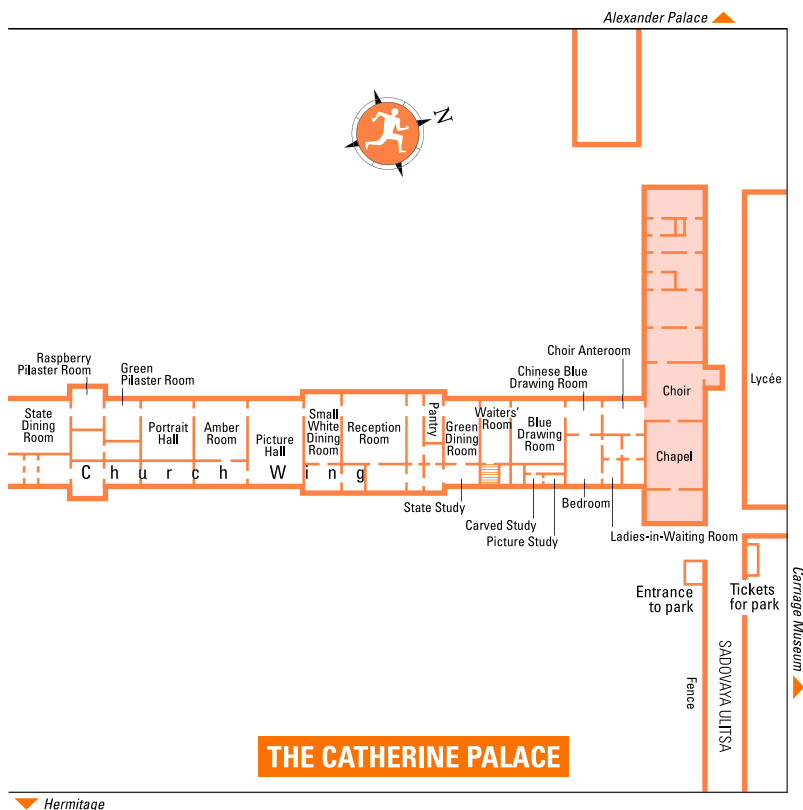 Alexander Palace
N
Choir Anteroom
Raspberry
Pilaster Room
Green
Pilaster Room
Chinese Blue
Drawing Room
Lycée
Choir
State
Dining
Room
Portrait
Hall
Amber
Room
Picture
Hall
Small
White
Dining
Room
Reception
Room
Pantry
Green
Dining
Room
Waiters'
Room
Blue
Drawing
Room
Chapel
Church Wing
State Study
Carved Study
Picture Study
Bedroom
Ladies-in-Waiting Room
Entrance
to park
Tickets
for park
Carriage Museum
SADOVAYA ULITSA
Fence
THE CATHERINE PALACE
Hermitage